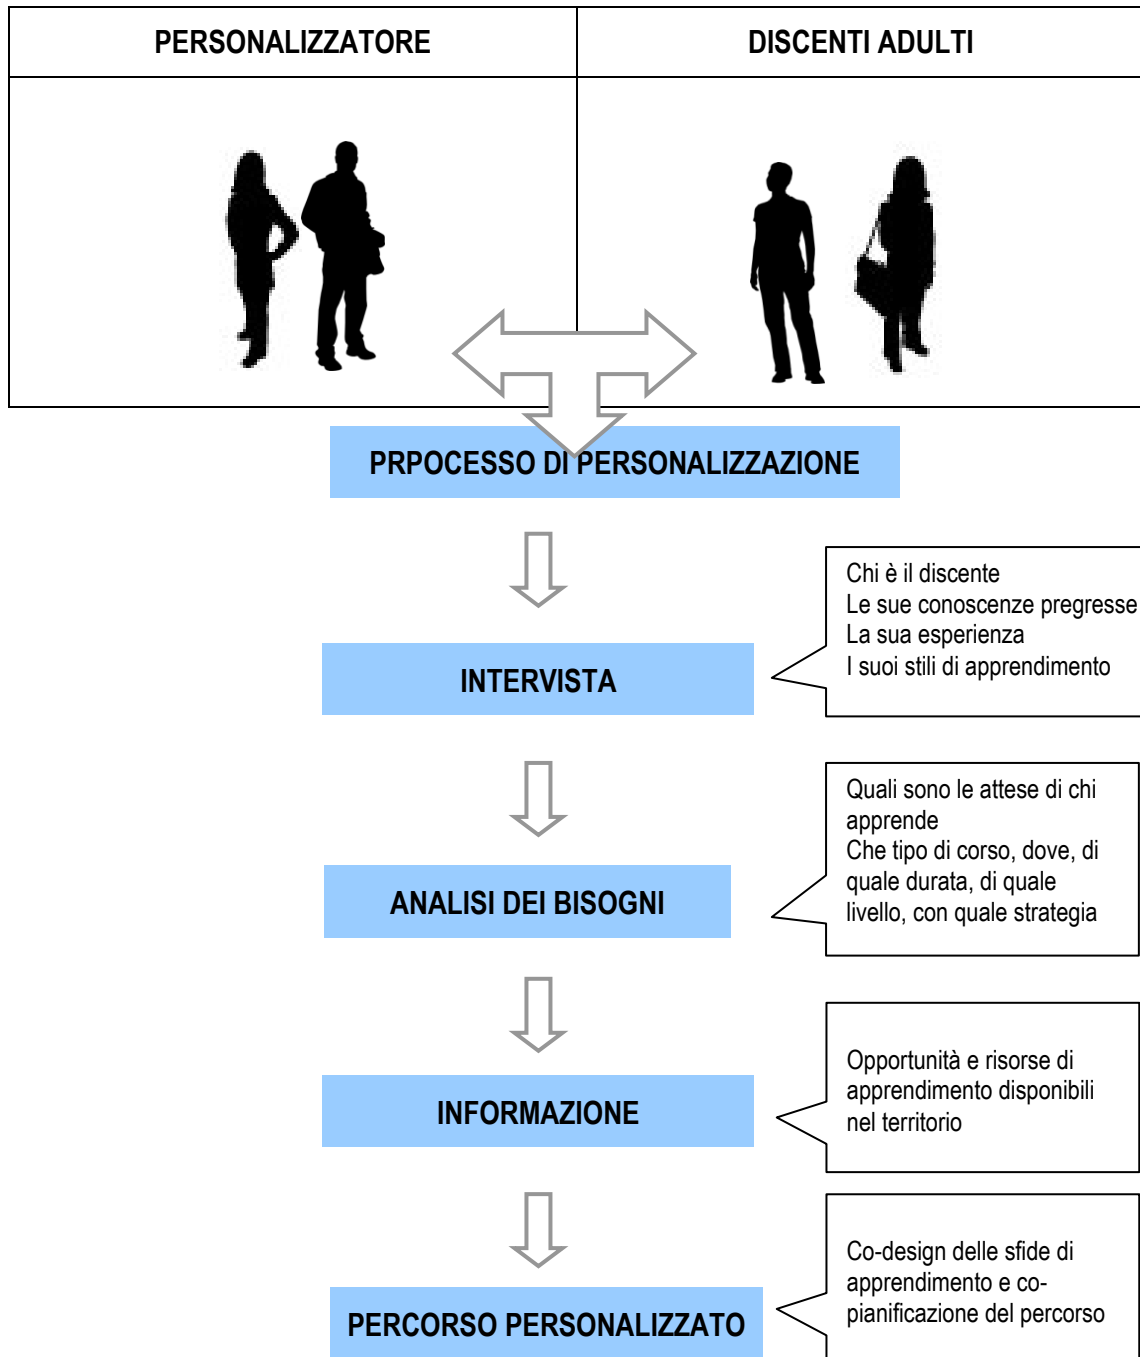 PERSONALIZZATORE
DISCENTI ADULTI
PRPOCESSO DI PERSONALIZZAZIONE
Chi è il discente
Le sue conoscenze pregresse
La sua esperienza
I suoi stili di apprendimento
INTERVISTA
Quali sono le attese di chi
apprende
Che tipo di corso, dove, di
quale durata, di quale
livello, con quale strategia
ANALISI DEI BISOGNI
Opportunità e risorse di
apprendimento disponibili
nel territorio
INFORMAZIONE
Co-design delle sfide di
apprendimento e co-
pianificazione del percorso
PERCORSO PERSONALIZZATO